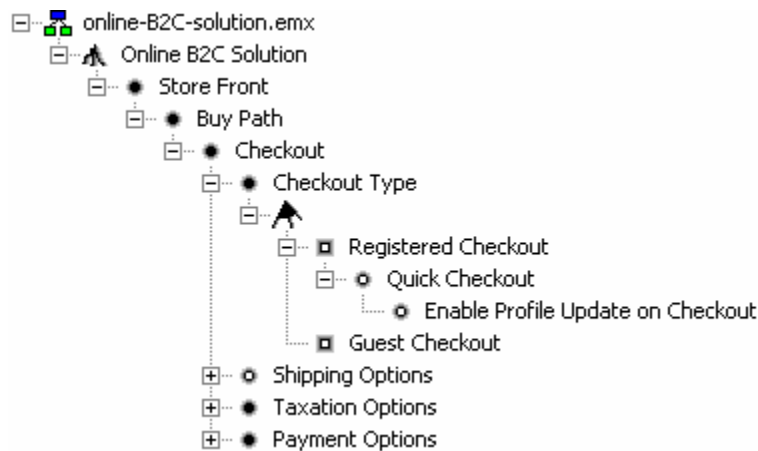 online-B2C-solution.emx
Online B2C Solution
Store Front
Buy Path
Checkout
Checkout Type
Registered Checkout
Quick Checkout
Enable Profile Update on Checkout
Guest Checkout
Shipping Options
Taxation Options
Payment Options